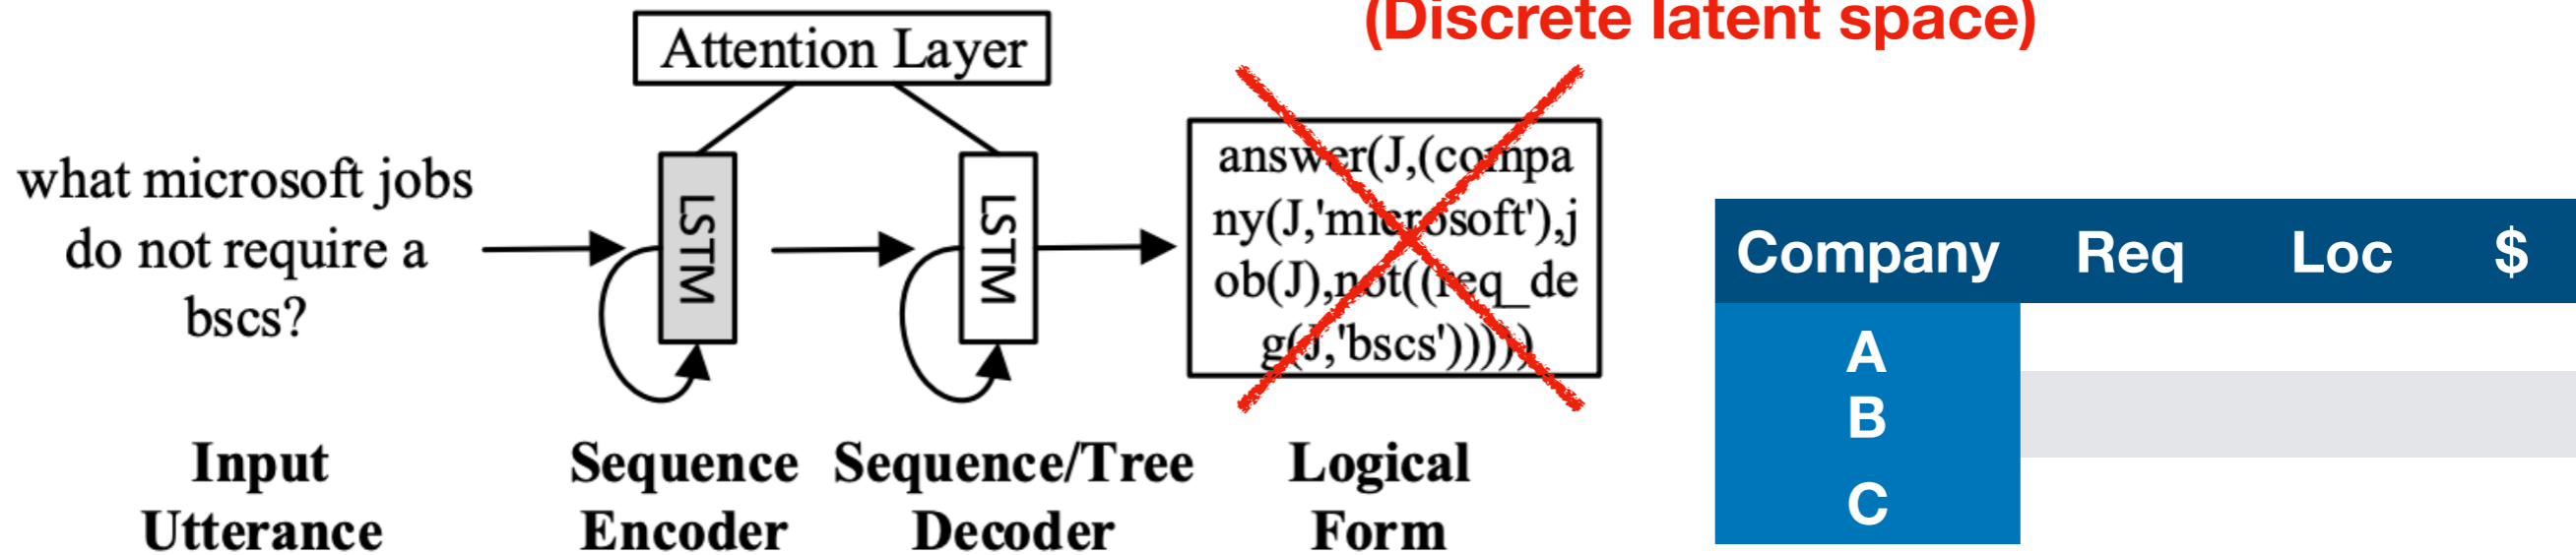 (Discrete latent space)
Attention Layer
what microsoft jobs
do not require a
bscs?
LSTM
LSTM
answer(J,(compa
ny(J,'microsoft'),j
ob(J),not((req_de
g(J,'bscs')))))
Input
Utterance
Sequence
Encoder
Sequence/Tree
Decoder
Logical
Form
Company Req Loc $
A
B
C